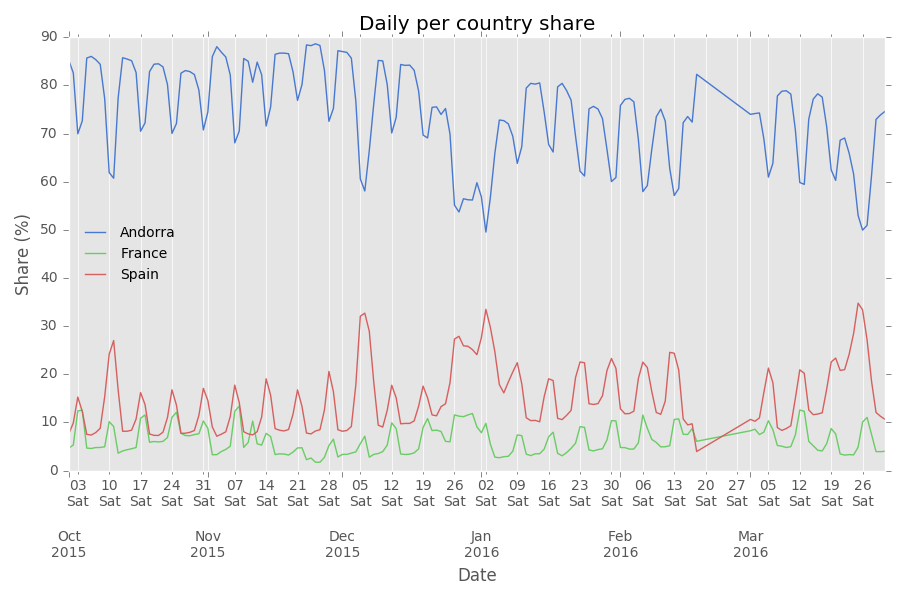 Daily per country share
90
80
70
60
50
40
30
20
10
0
Share (%)
Andorra
France
Spain
03 10 17 24 31 07 14 21 28 05 12 19 26 02 09 16 23 30 06 13 20 27 05 12 19 26
Sat Sat Sat Sat Sat Sat Sat Sat Sat Sat Sat Sat Sat Sat Sat Sat Sat Sat Sat Sat Sat Sat Sat Sat Sat Sat
Oct Nov Dec Jan Feb Mar
2015 2015 2015 2016 2016 2016
Date